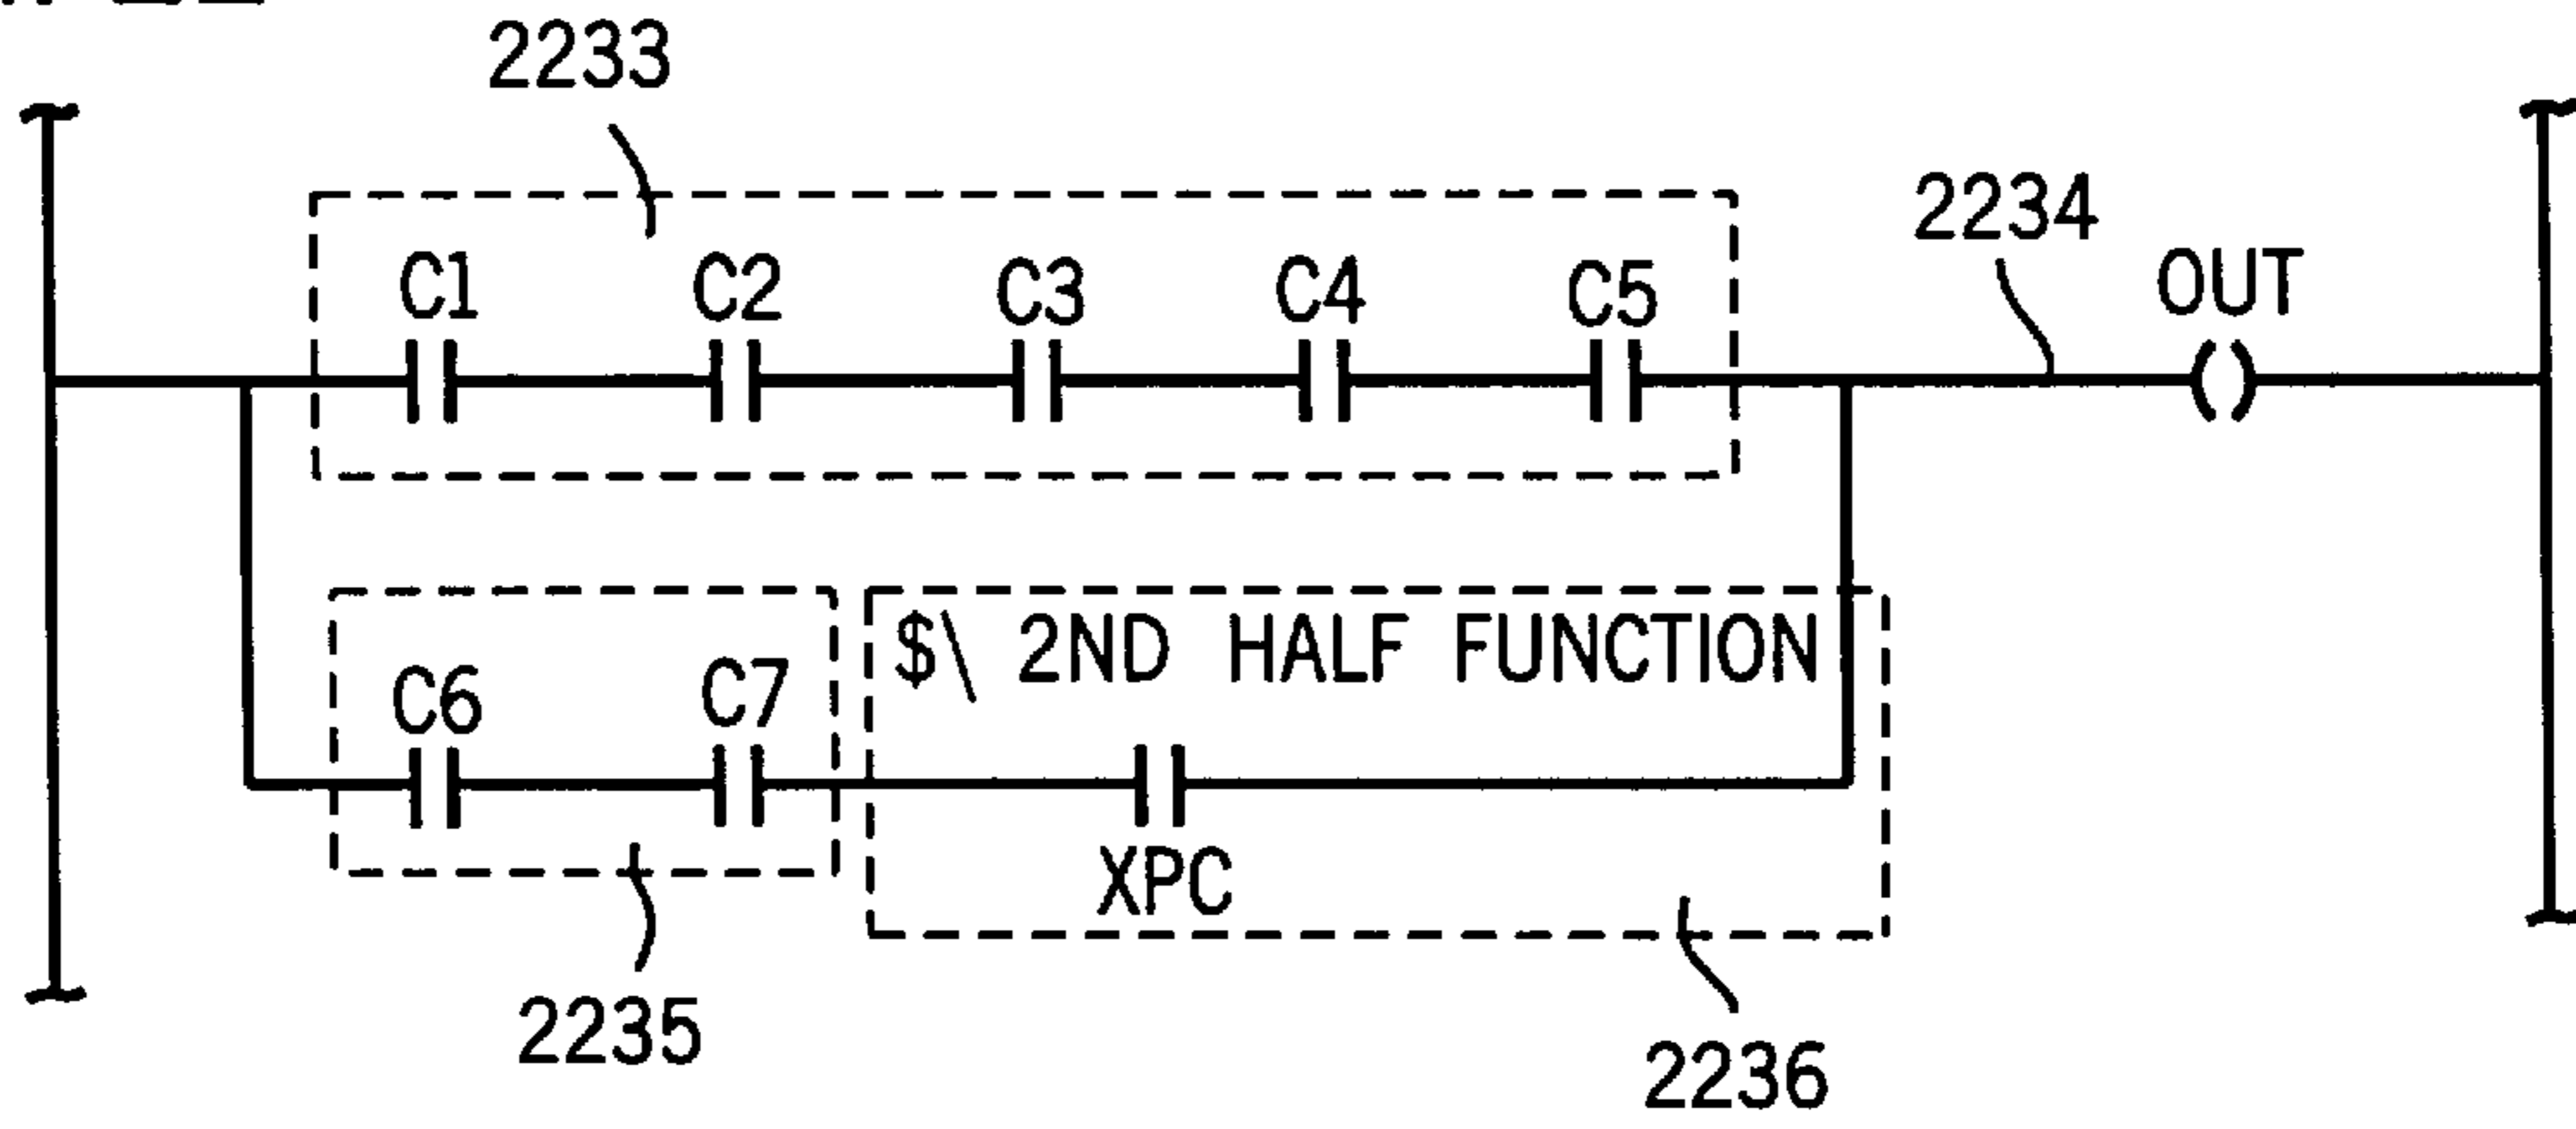 2233
2234
C1 C2 C3 C4 C5 OUT
$\ 2ND HALF FUNCTION
C6 C7
XPC
2235
2236